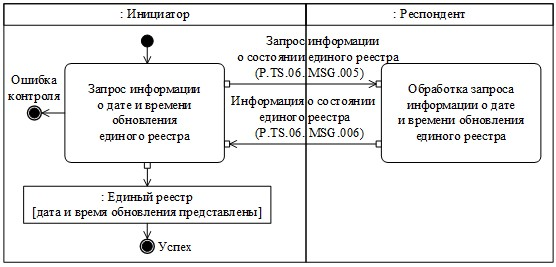 : Инициатор
: Респондент
Запрос информации
о состоянии единого реестра
(P.TS.06. MSG.005)
Ошибка
контроля
Запрос информации
о дате и времени
обновления
единого реестра
Информация о состоянии
единого реестра
(P.TS.06. MSG.006)
Обработка запроса
информации о дате
и времени обновления
единого реестра
: Единый реестр
[дата и время обновления представлены]
Успех